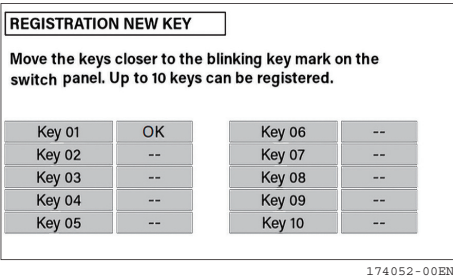 REGISTRATION NEW KEY
Move the keys closer to the blinking key mark on the
switch panel. Up to 10 keys can be registered.
Key 01 OK Key 06 --
Key 02 -- Key 07 --
Key 03 -- Key 08 --
Key 04 -- Key 09 --
Key 05 -- Key 10 --
174052-00EN